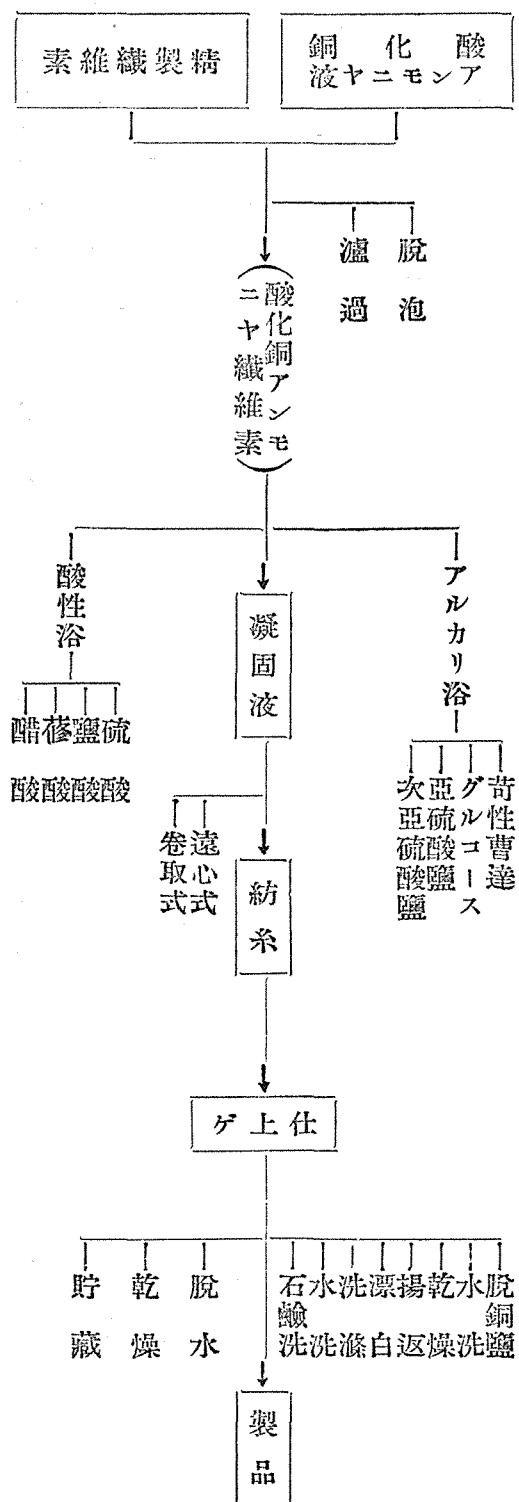 酸化銅
アンモニヤ液
精製繊維素
脱泡
濾過
(酸化銅アンモ
ニヤ繊維素)
アルカリ浴
苛性曹達
グルコース
亞硫酸鹽
次亞硫酸鹽
凝固液
酸性浴
硫酸
鹽酸
蓚酸
醋酸
遠心式
卷取式
紡糸
仕上ゲ
脱銅鹽
水洗
乾燥
揚返
漂白
洗滌
水洗
石鹼洗
脱水
乾燥
貯藏
製品